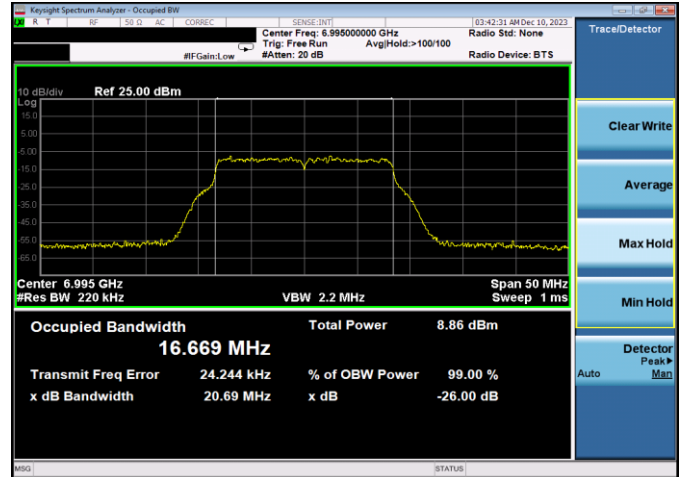 Keysight Spectrum Analyzer - Occupied BW
LXI R T RF 50 Ω AC CORREC SENSE:INT 03:42:31 AM Dec 10, 2023
Center Freq: 6.995000000 GHz Radio Std: None
Trig: Free Run Avg|Hold:>100/100
#IFGain:Low #Atten: 20 dB Radio Device: BTS
Trace/Detector
10 dB/div Ref 25.00 dBm
Log
15.0
5.00
-5.00
-15.0
-25.0
-35.0
-45.0
-55.0
-65.0
Center 6.995 GHz Span 50 MHz
#Res BW 220 kHz VBW 2.2 MHz Sweep 1 ms
Occupied Bandwidth Total Power 8.86 dBm
16.669 MHz
Transmit Freq Error 24.244 kHz % of OBW Power 99.00 %
x dB Bandwidth 20.69 MHz x dB -26.00 dB
Clear Write
Average
Max Hold
Min Hold
Detector
Peak▶
Auto Man
MSG STATUS